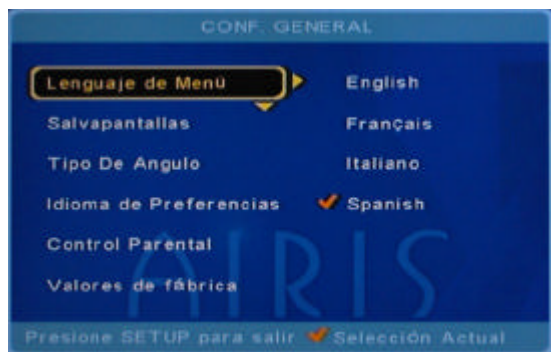 CONF. GENERAL
Lenguaje de Menú
English
Salvapantallas
Français
Tipo De Angulo
Italiano
Idioma de Preferencias
Spanish
Control Parental
Valores de fábrica
AIRIS
Presione SETUP para salir Selección Actual